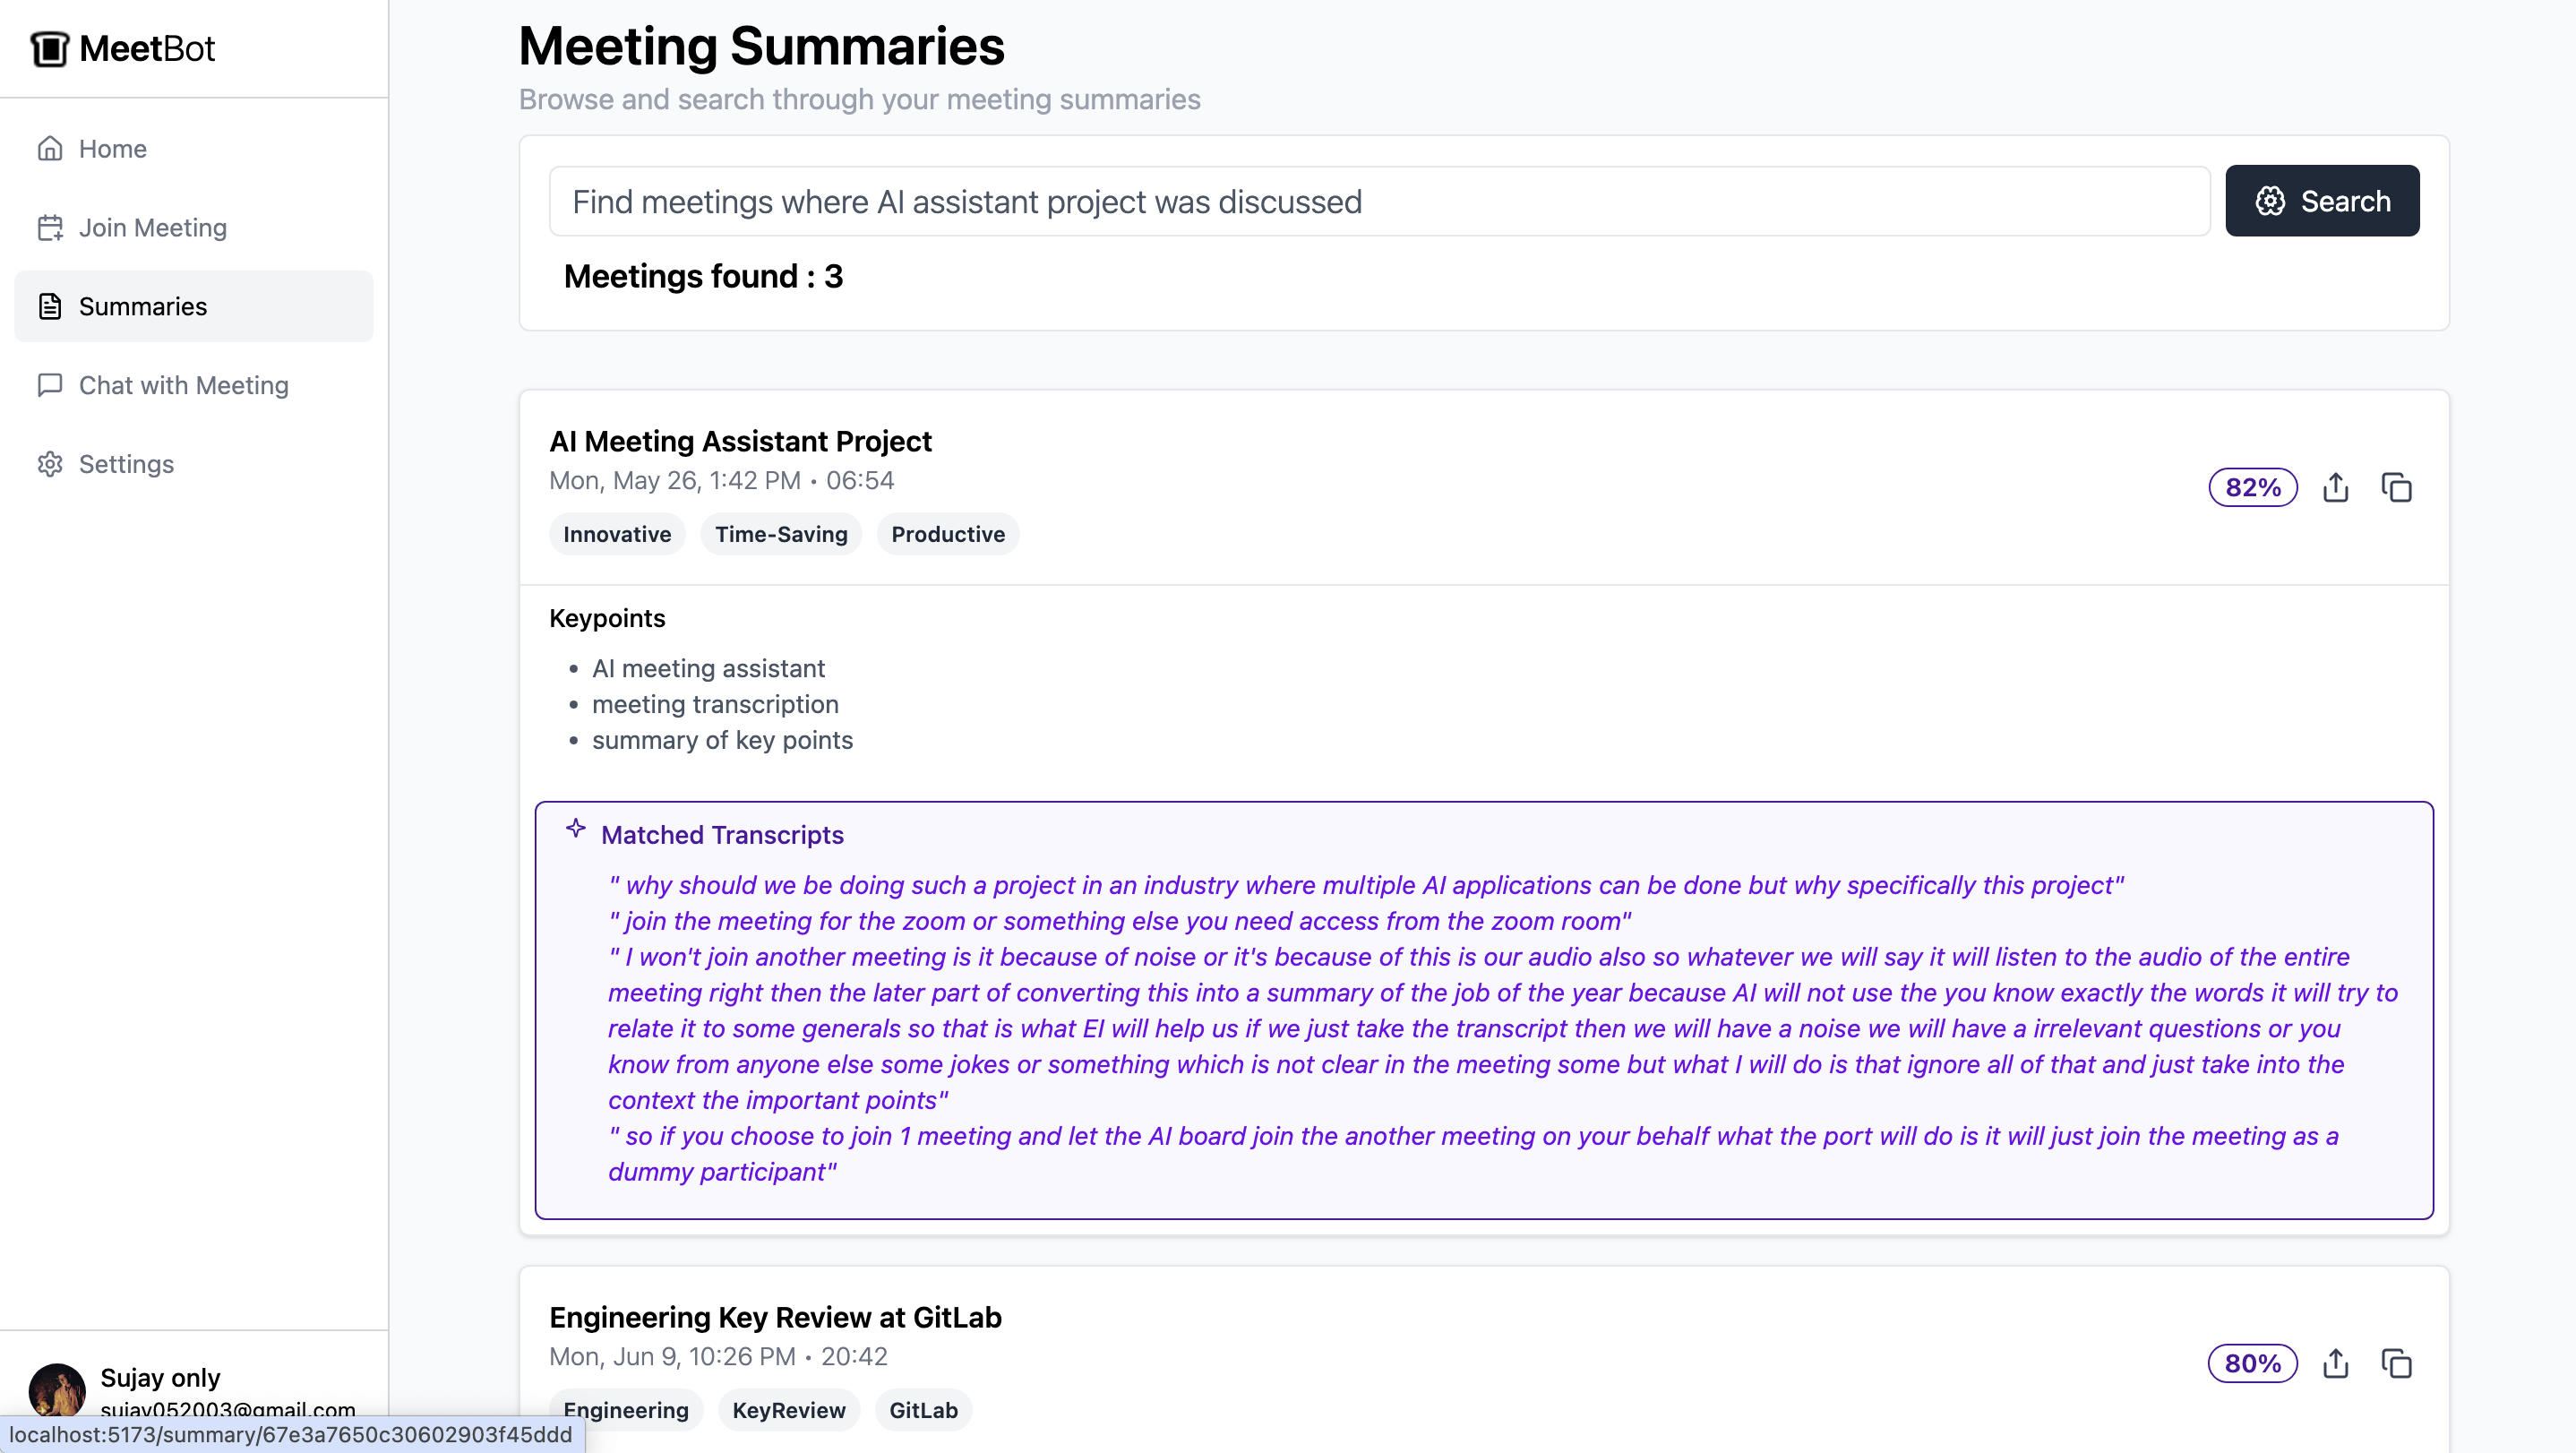 MeetBot
Home
Join Meeting
Summaries
Chat with Meeting
Settings
Sujay only
sujay052003@gmail.com
localhost:5173/summary/67e3a7650c30602903f45ddd
Meeting Summaries
Browse and search through your meeting summaries
Find meetings where AI assistant project was discussed
Search
Meetings found : 3
AI Meeting Assistant Project
Mon, May 26, 1:42 PM • 06:54
82%
Innovative
Time-Saving
Productive
Keypoints
• AI meeting assistant
• meeting transcription
• summary of key points
Matched Transcripts
" why should we be doing such a project in an industry where multiple AI applications can be done but why specifically this project"
" join the meeting for the zoom or something else you need access from the zoom room"
" I won't join another meeting is it because of noise or it's because of this is our audio also so whatever we will say it will listen to the audio of the entire
meeting right then the later part of converting this into a summary of the job of the year because AI will not use the you know exactly the words it will try to
relate it to some generals so that is what EI will help us if we just take the transcript then we will have a noise we will have a irrelevant questions or you
know from anyone else some jokes or something which is not clear in the meeting some but what I will do is that ignore all of that and just take into the
context the important points"
" so if you choose to join 1 meeting and let the AI board join the another meeting on your behalf what the port will do is it will just join the meeting as a
dummy participant"
Engineering Key Review at GitLab
Mon, Jun 9, 10:26 PM • 20:42
80%
Engineering
KeyReview
GitLab